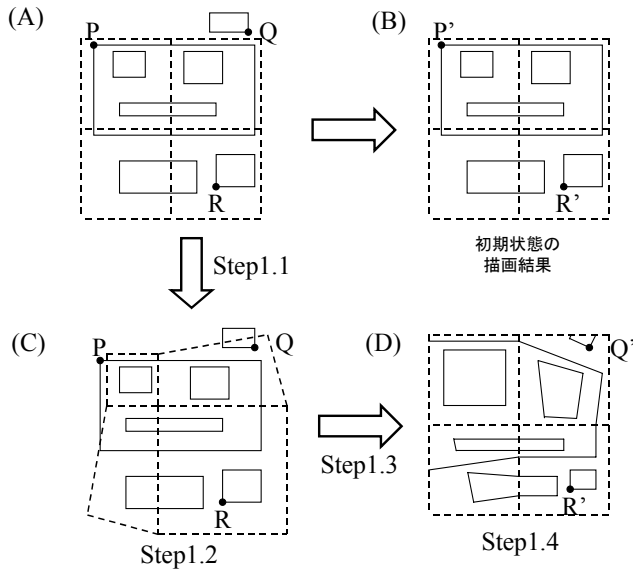 (A)
P
Q
(B)
P’
R
R’
Step1.1
初期状態の
描画結果
(C)
P
Q
(D)
Q’
Step1.3
R
R’
Step1.2
Step1.4